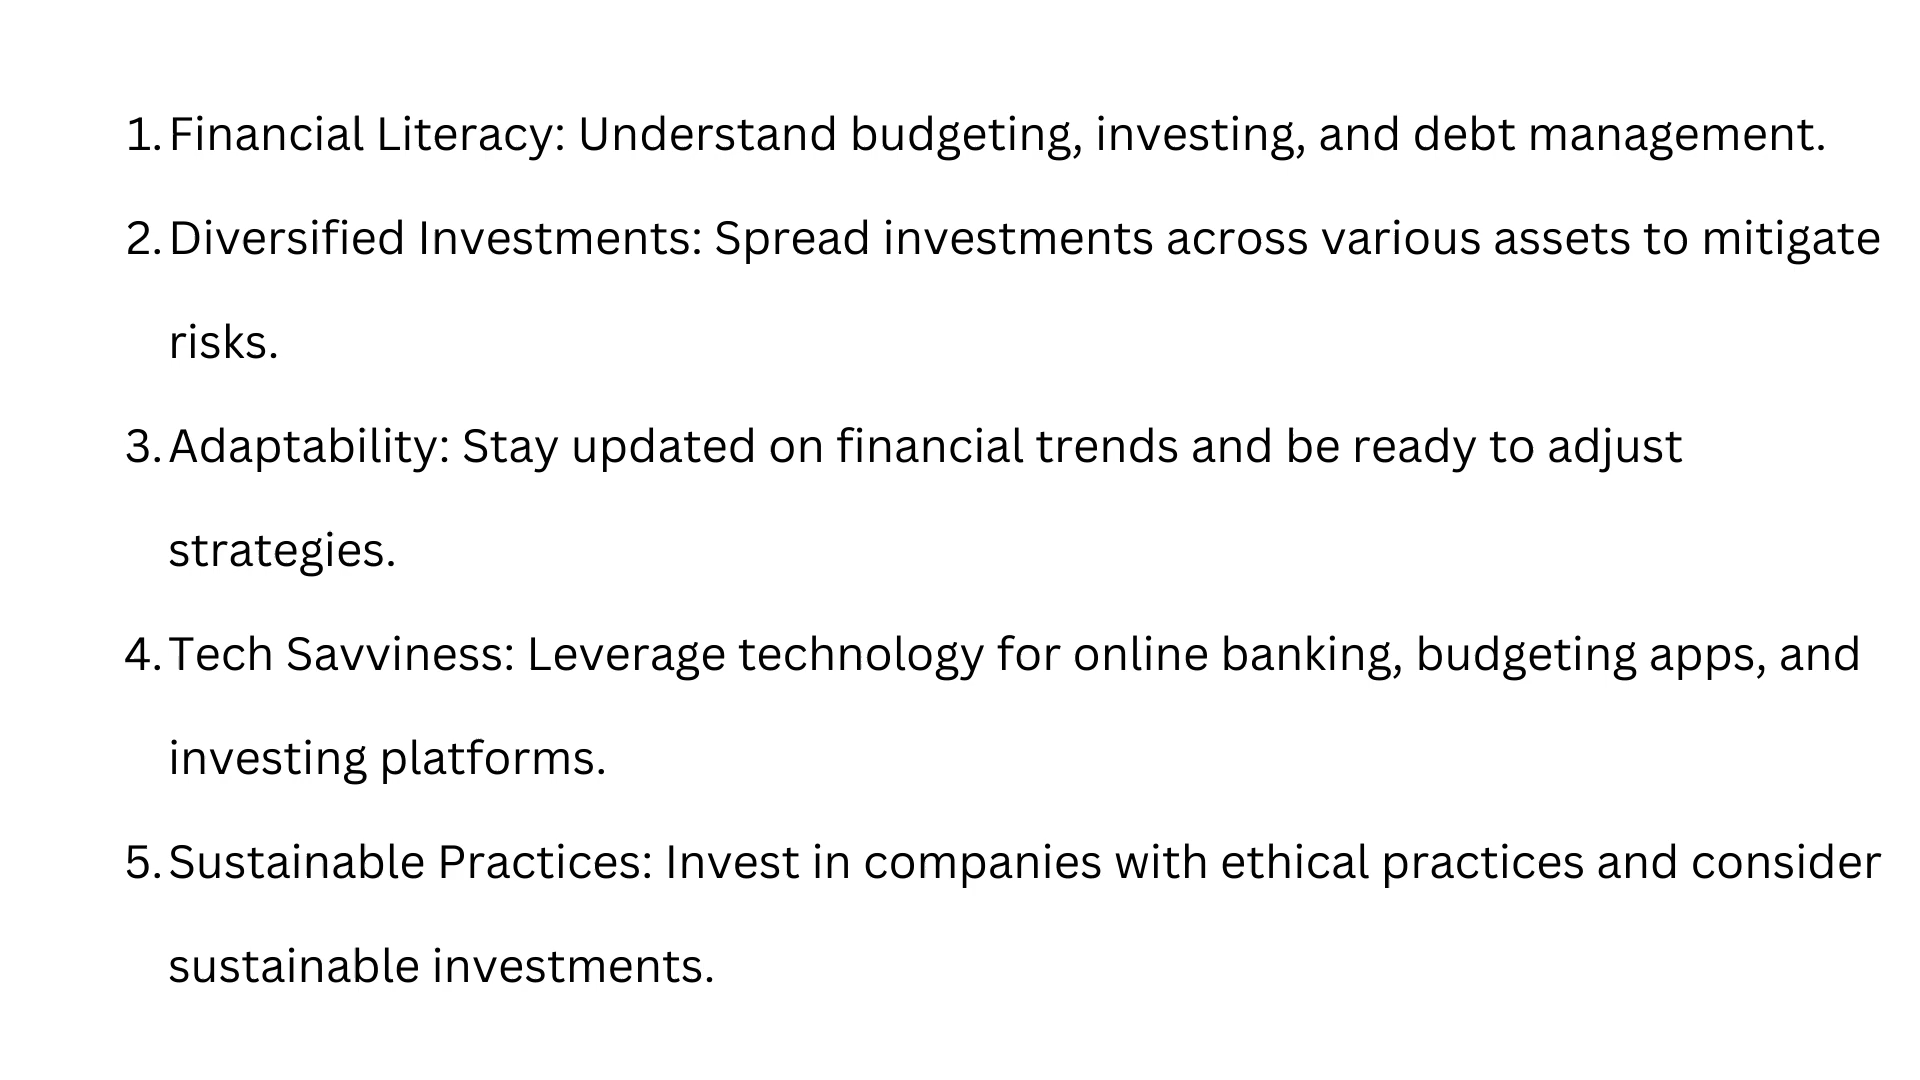 1. Financial Literacy: Understand budgeting, investing, and debt management.
2. Diversified Investments: Spread investments across various assets to mitigate
risks.
3. Adaptability: Stay updated on financial trends and be ready to adjust
strategies.
4. Tech Savviness: Leverage technology for online banking, budgeting apps, and
investing platforms.
5. Sustainable Practices: Invest in companies with ethical practices and consider
sustainable investments.